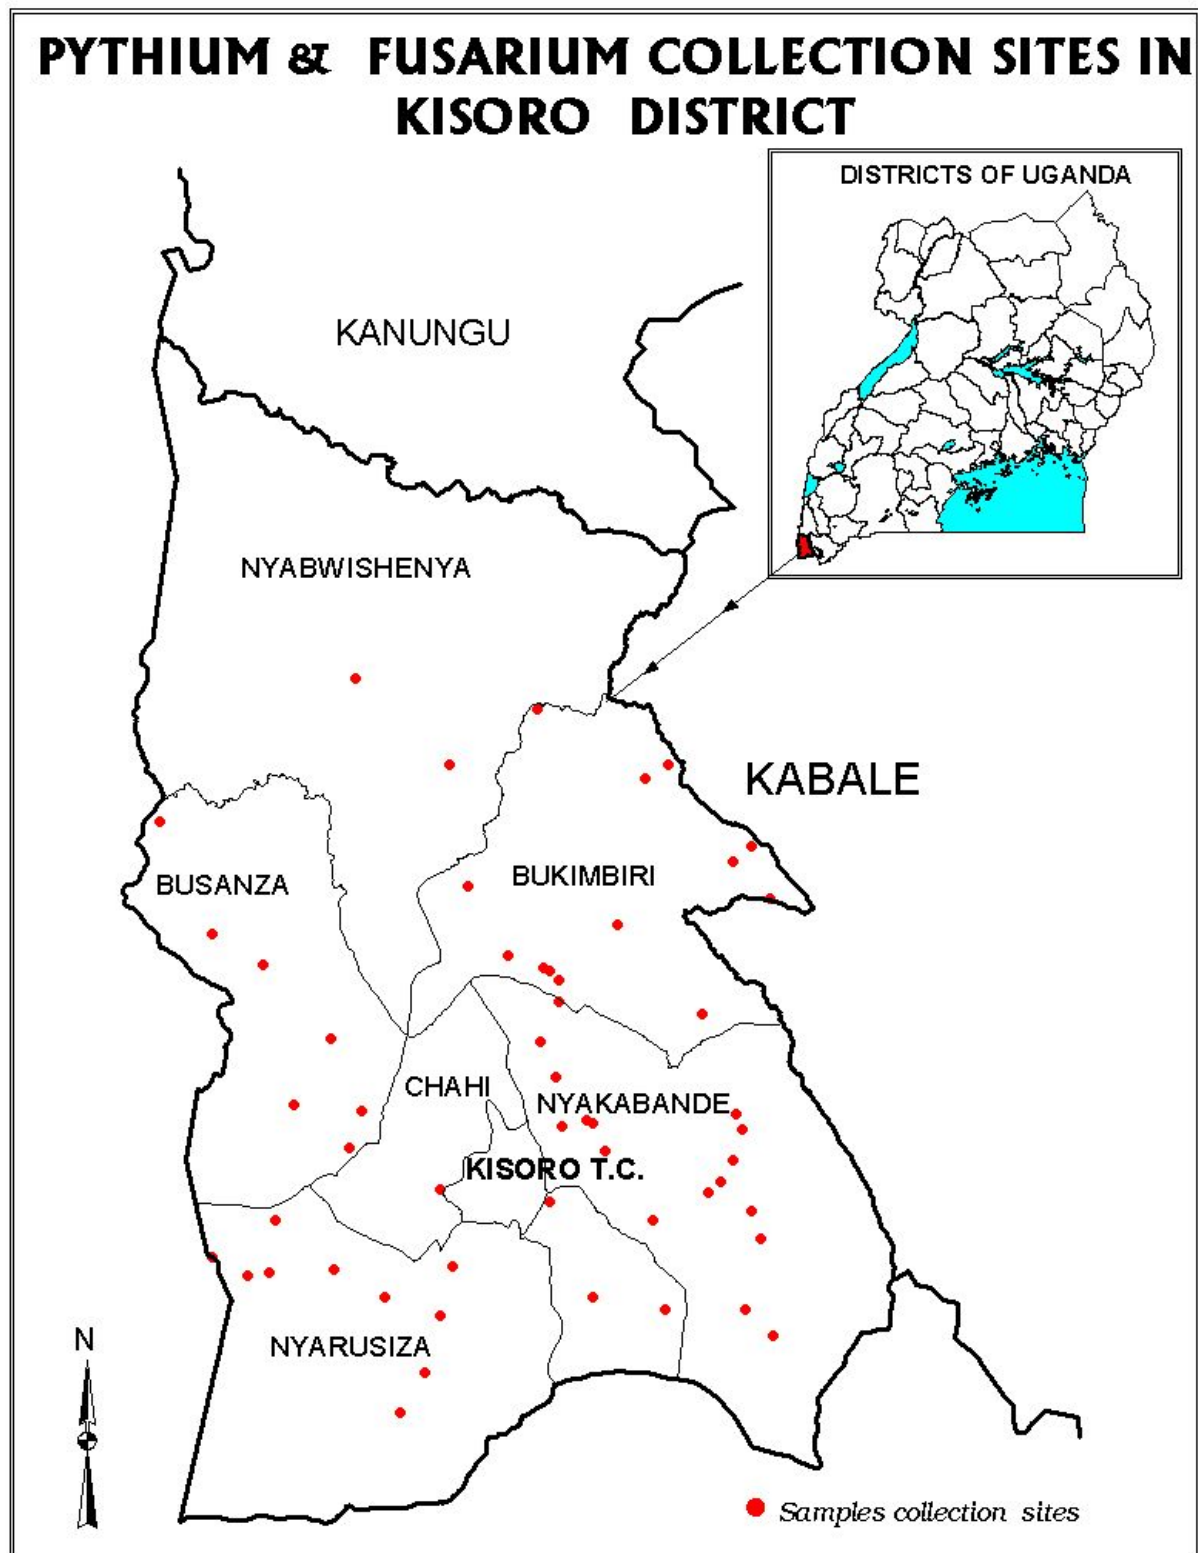 PYTHIUM & FUSARIUM COLLECTION SITES IN
KISORO DISTRICT
DISTRICTS OF UGANDA
KANUNGU
NYABWISHENYA
KABALE
BUSANZA
BUKIMBIRI
CHAHI
NYAKABANDE
KISORO T.C.
NYARUSIZA
N
Samples collection sites